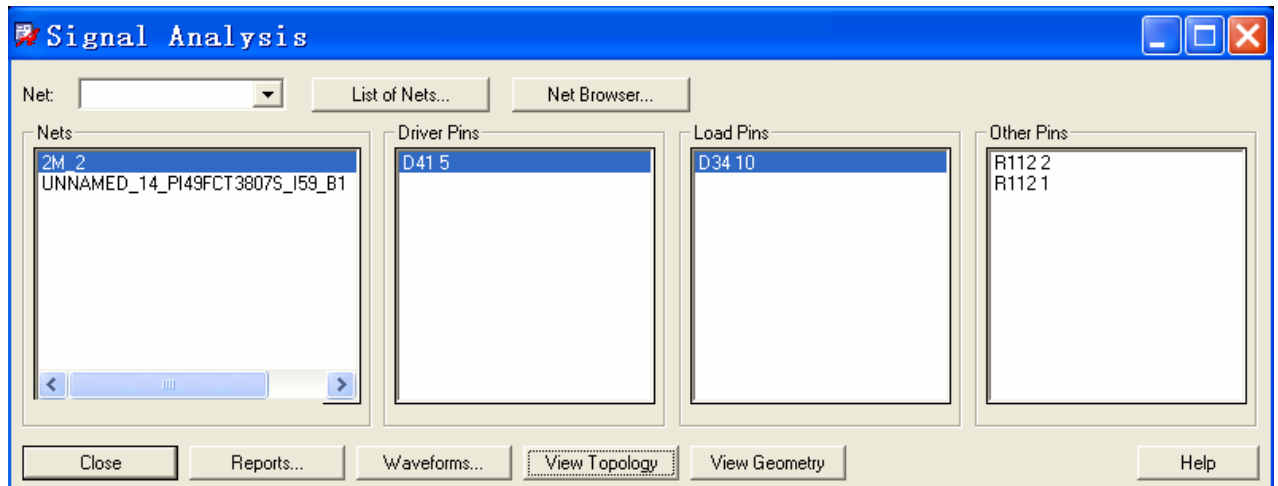 Signal Analysis
Net:
List of Nets...
Net Browser...
Nets
2M_2
UNNAMED_14_PI49FCT3807S_I59_B1
Driver Pins
D41 5
Load Pins
D34 10
Other Pins
R112 2
R112 1
Close
Reports...
Waveforms...
View Topology
View Geometry
Help